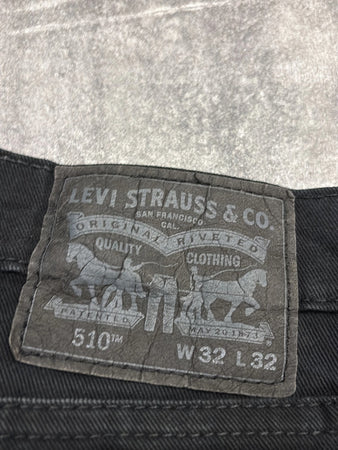 LEVI STRAUSS & CO.
SAN FRANCISCO
CAL.
ORIGINAL RIVETED
QUALITY CLOTHING
PATENTED MAY 20 1873
510™ W 32 L 32